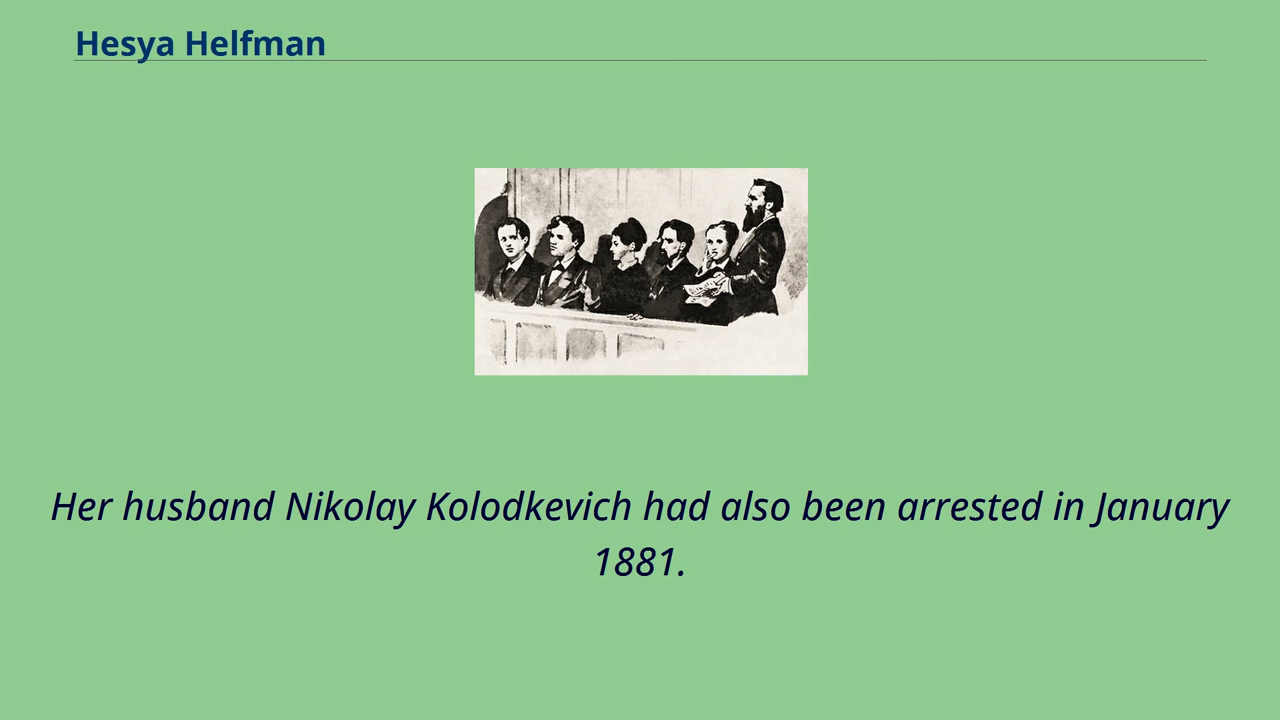 Hesya Helfman
Her husband Nikolay Kolodkevich had also been arrested in January
1881.